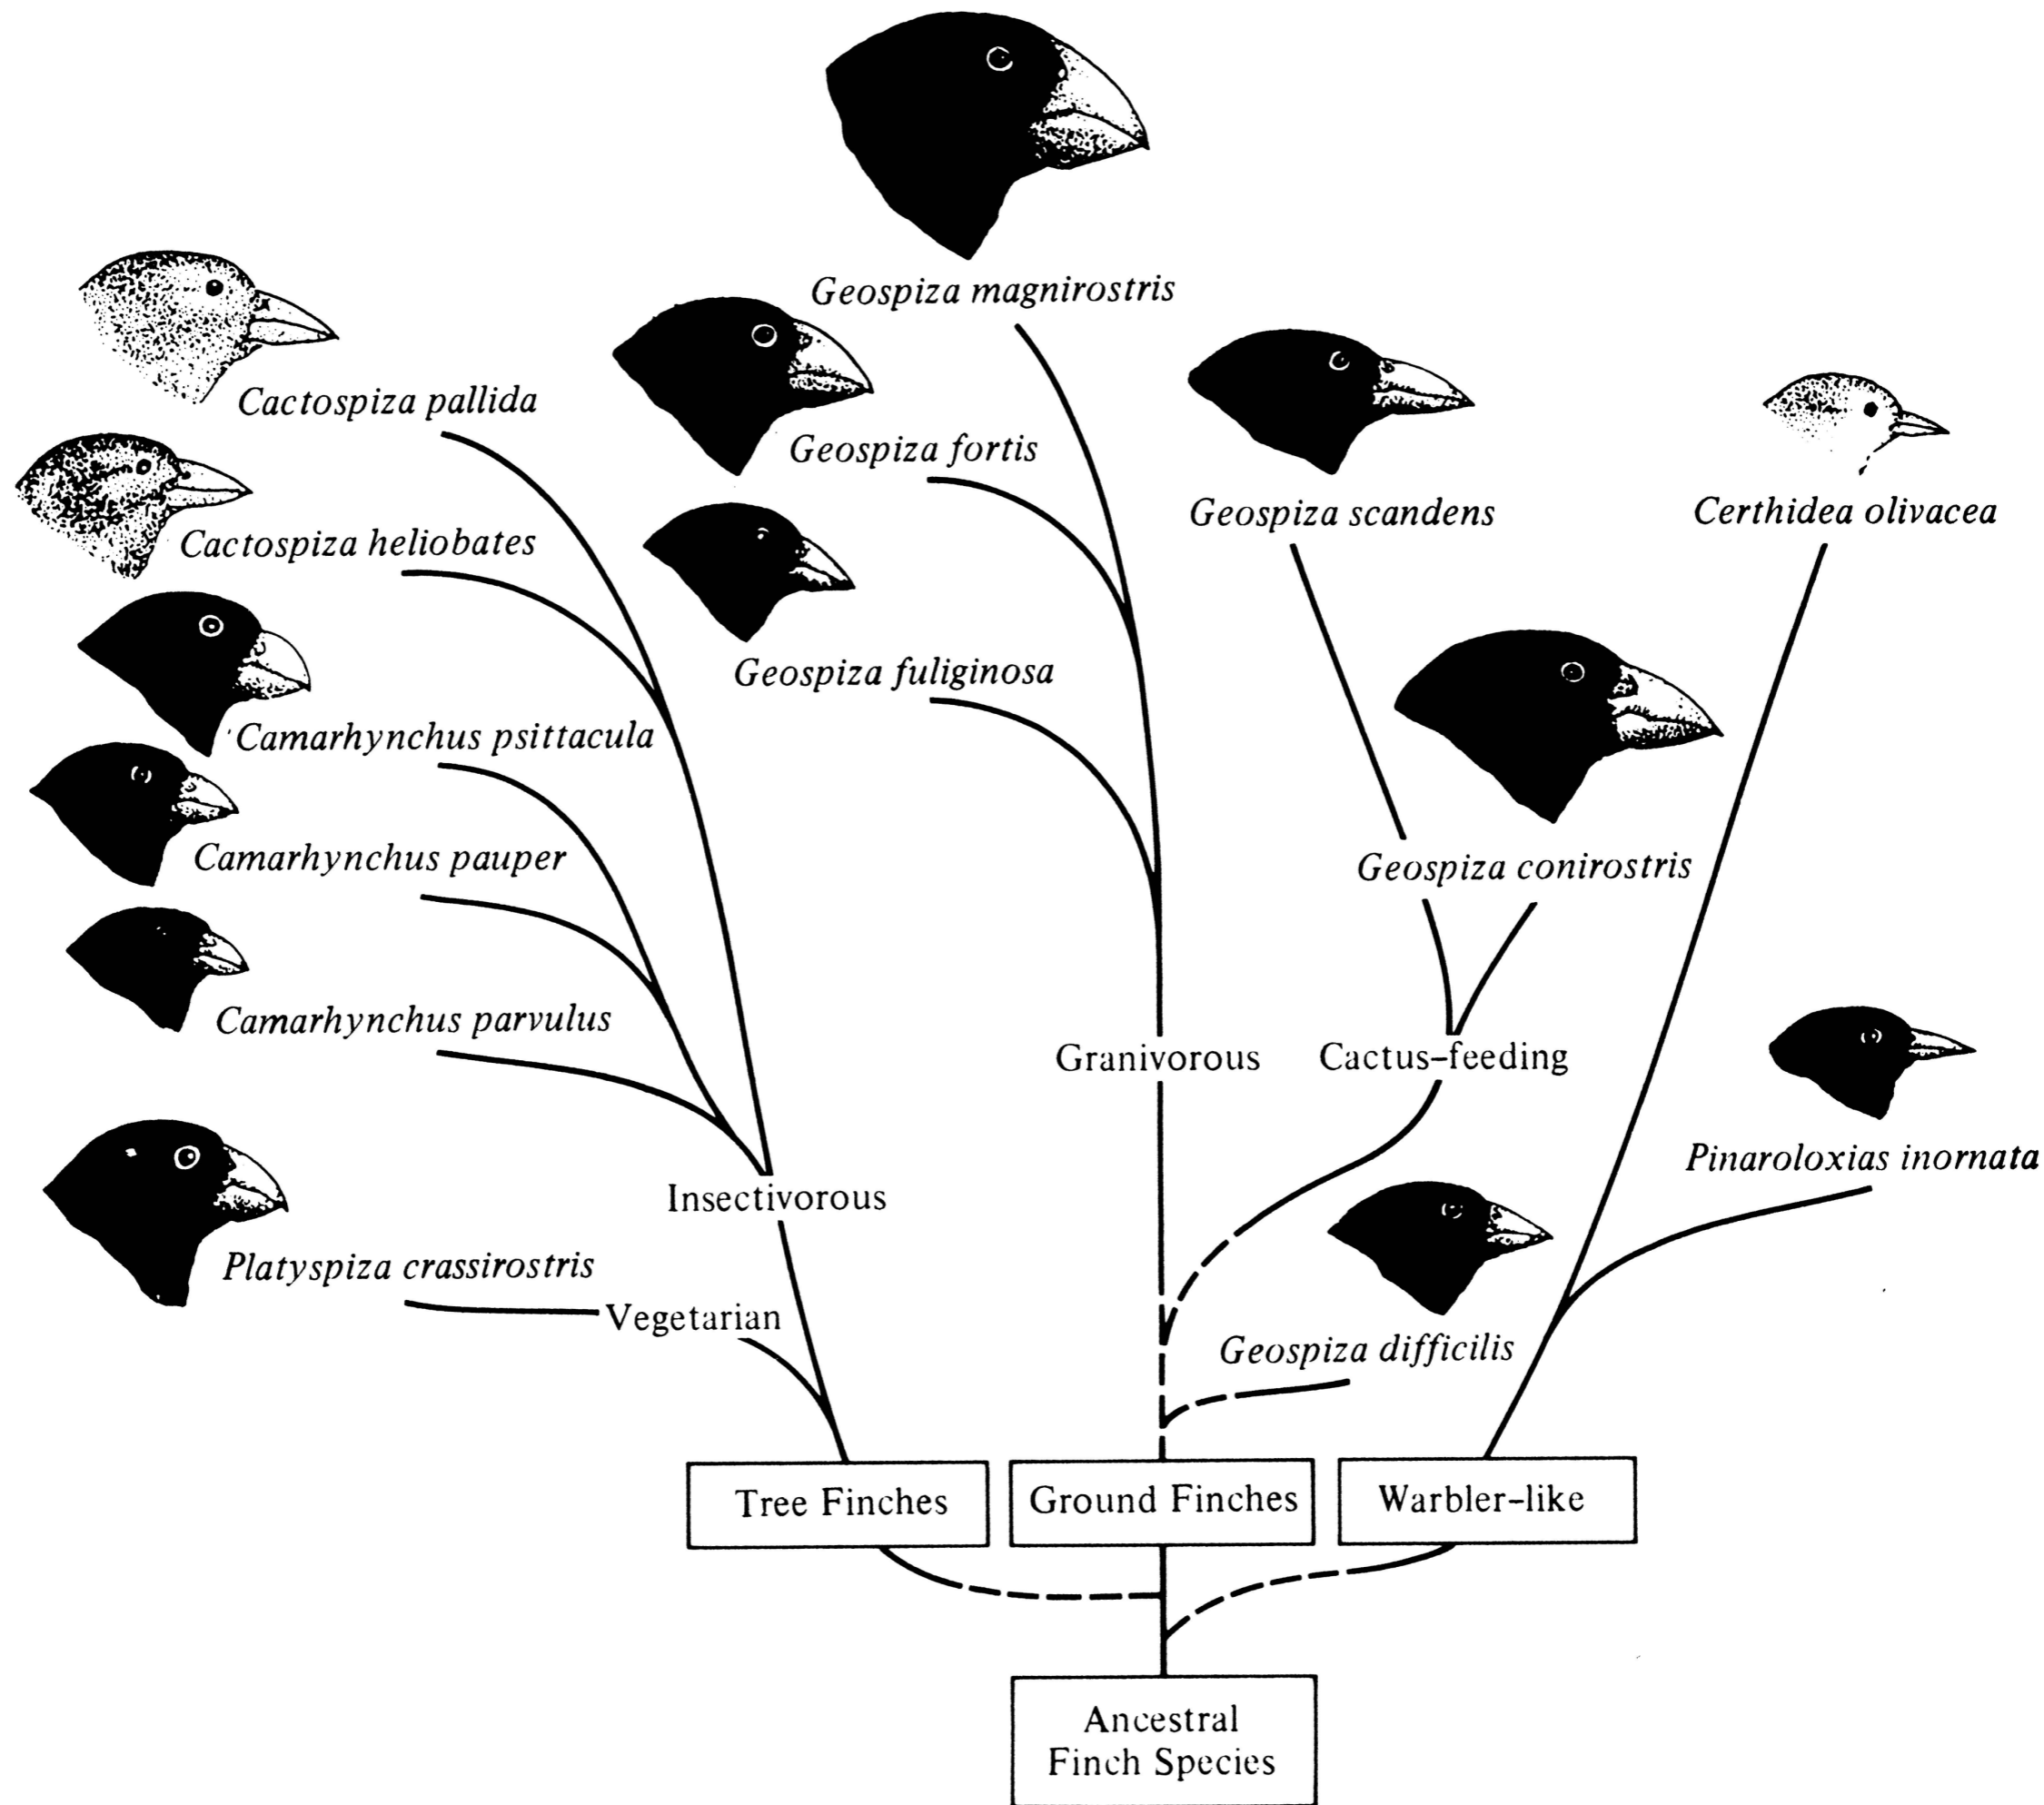 Geospiza magnirostris
Cactospiza pallida
Geospiza fortis
Geospiza scandens
Certhidea olivacea
Cactospiza heliobates
Geospiza fuliginosa
Camarhynchus psittacula
Camarhynchus pauper
Geospiza conirostris
Camarhynchus parvulus
Granivorous
Cactus-feeding
Pinaroloxias inornata
Insectivorous
Platyspiza crassirostris
Vegetarian
Geospiza difficilis
Tree Finches
Ground Finches
Warbler-like
Ancestral
Finch Species